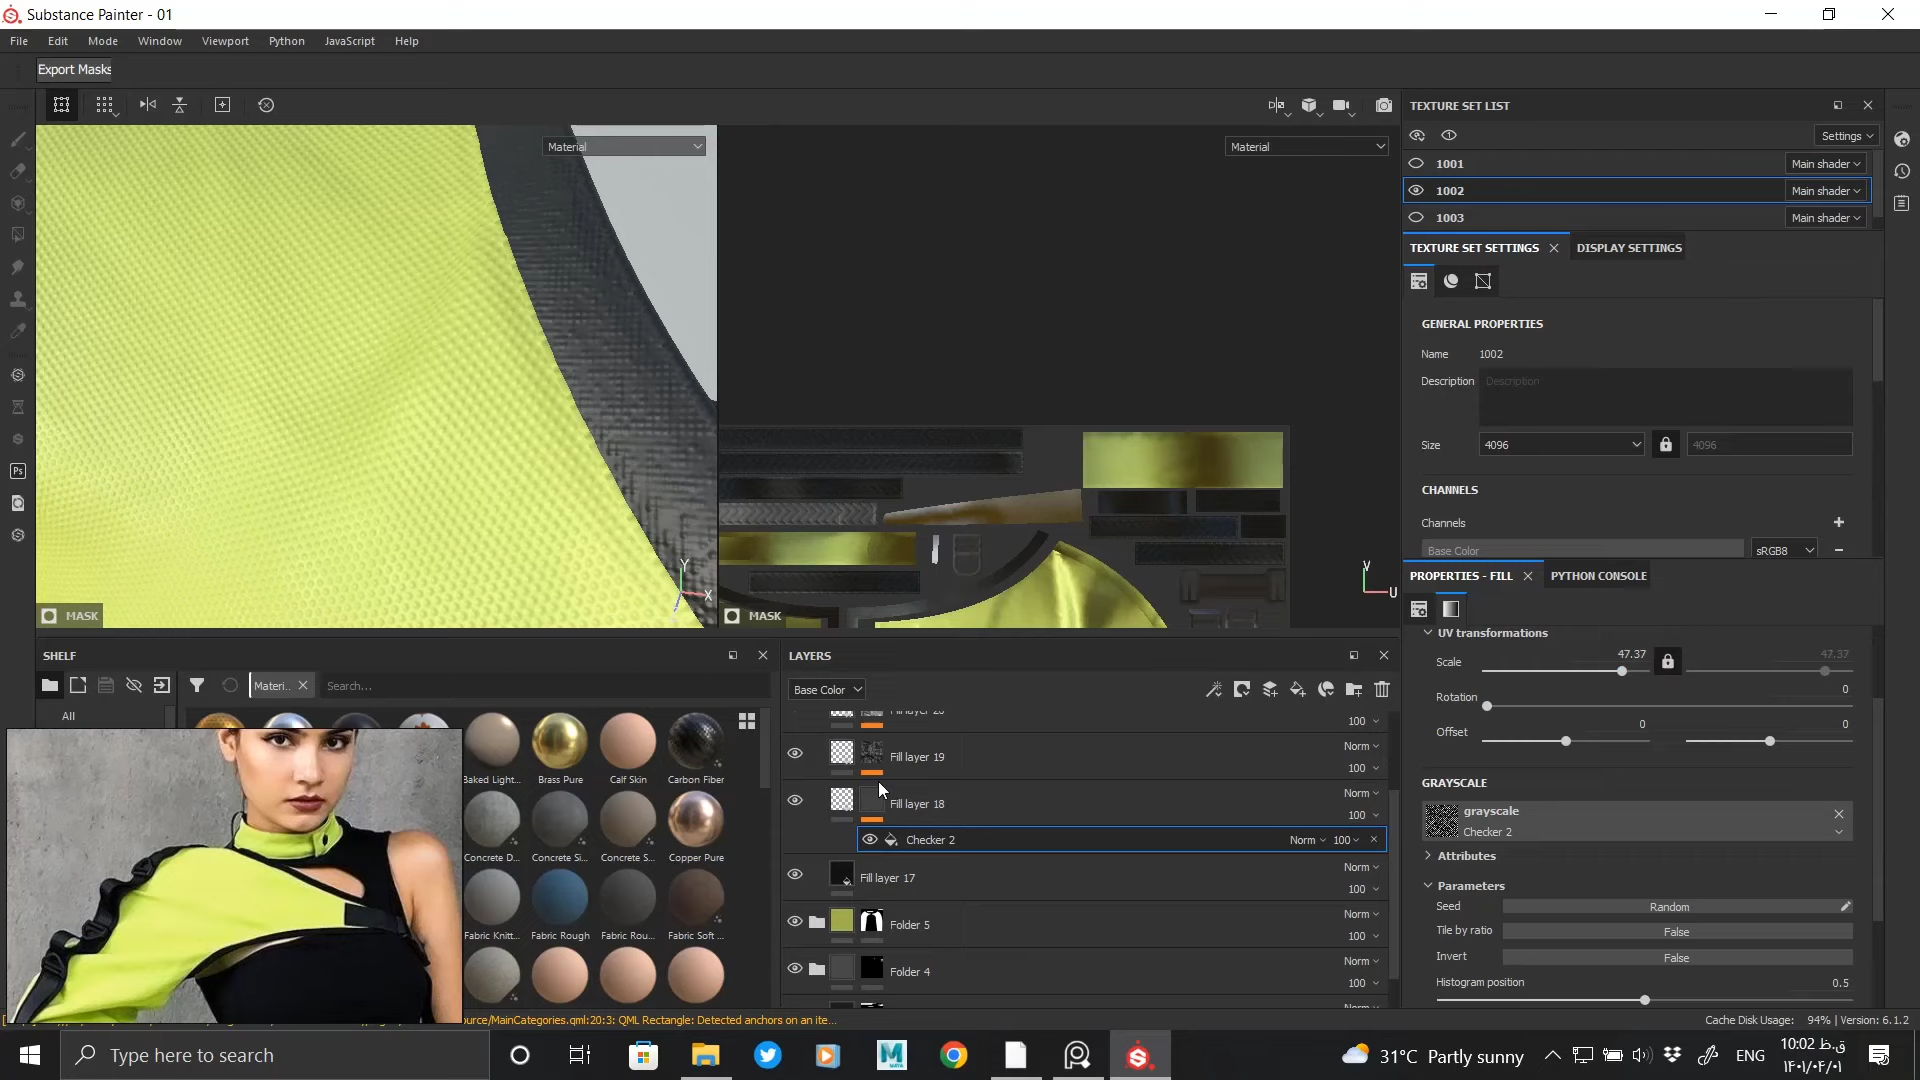 Substance Painter - 01
File Edit Mode Window Viewport Python JavaScript Help
Export Masks
Material
Material
MASK
MASK
Y
X
V
U
TEXTURE SET LIST
Settings
1001 Main shader
1002 Main shader
1003 Main shader
TEXTURE SET SETTINGS DISPLAY SETTINGS
GENERAL PROPERTIES
Name 1002
Description Description
Size 4096 4096
CHANNELS
Channels
Base Color sRGB8
PROPERTIES - FILL PYTHON CONSOLE
UV transformations
Scale 47.37 47.37
Rotation 0
Offset 0 0
GRAYSCALE
grayscale
Checker 2
Attributes
Parameters
Seed Random
Tile by ratio False
Invert False
Histogram position 0.5
SHELF
Materi.. Search...
All
Baked Light... Brass Pure Calf Skin Carbon Fiber
Concrete D... Concrete Si... Concrete S... Copper Pure
Fabric Knitt... Fabric Rough Fabric Rou... Fabric Soft ...
LAYERS
Base Color
100
Fill layer 19 Norm 100
Fill layer 18 Norm 100
Checker 2 Norm 100
Fill layer 17 Norm 100
Folder 5 Norm 100
Folder 4 Norm 100
Norm
ource/MainCategories.qml:20:3: QML Rectangle: Detected anchors on an ite...
Cache Disk Usage: 94% | Version: 6.1.2
Ps
Type here to search
31°C Partly sunny
ENG
10:02 ق.ظ
۱۴۰۱/۰۴/۰۱